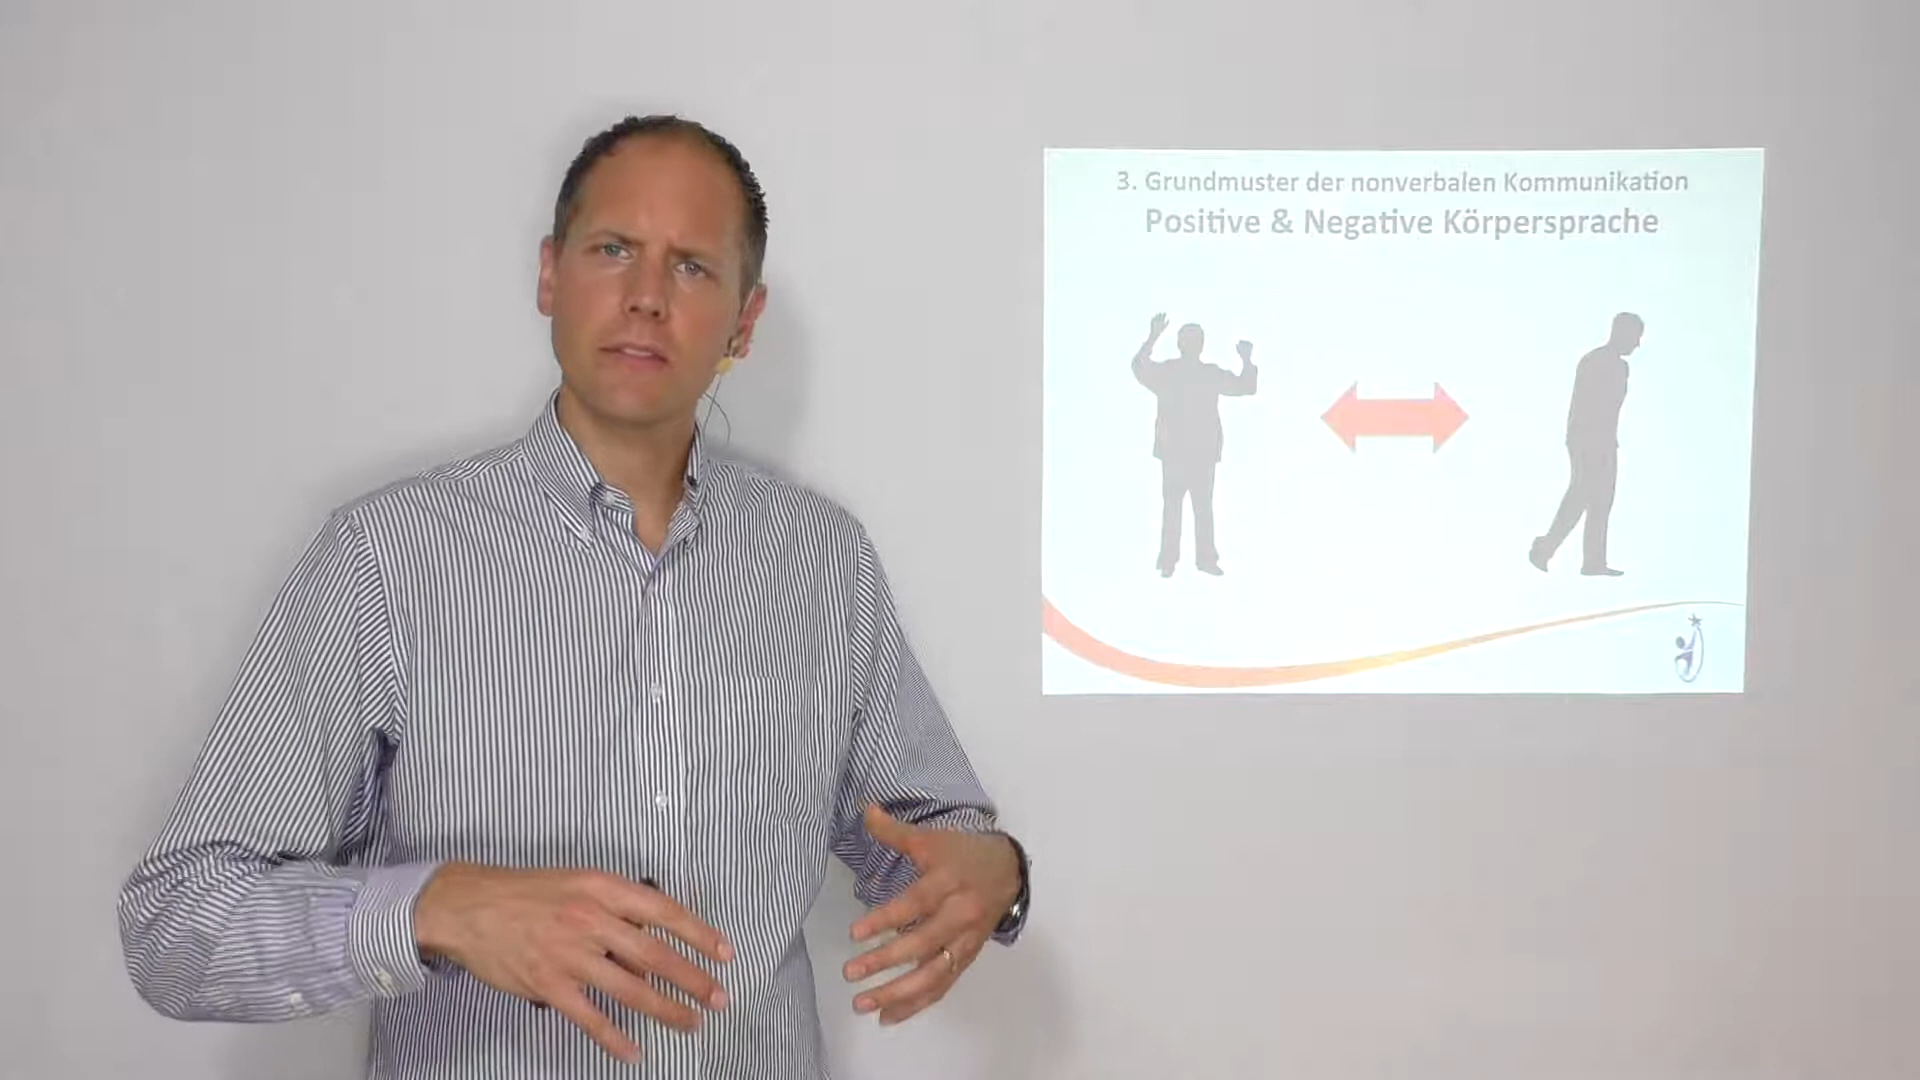 3. Grundmuster der nonverbalen Kommunikation
Positive & Negative Körpersprache